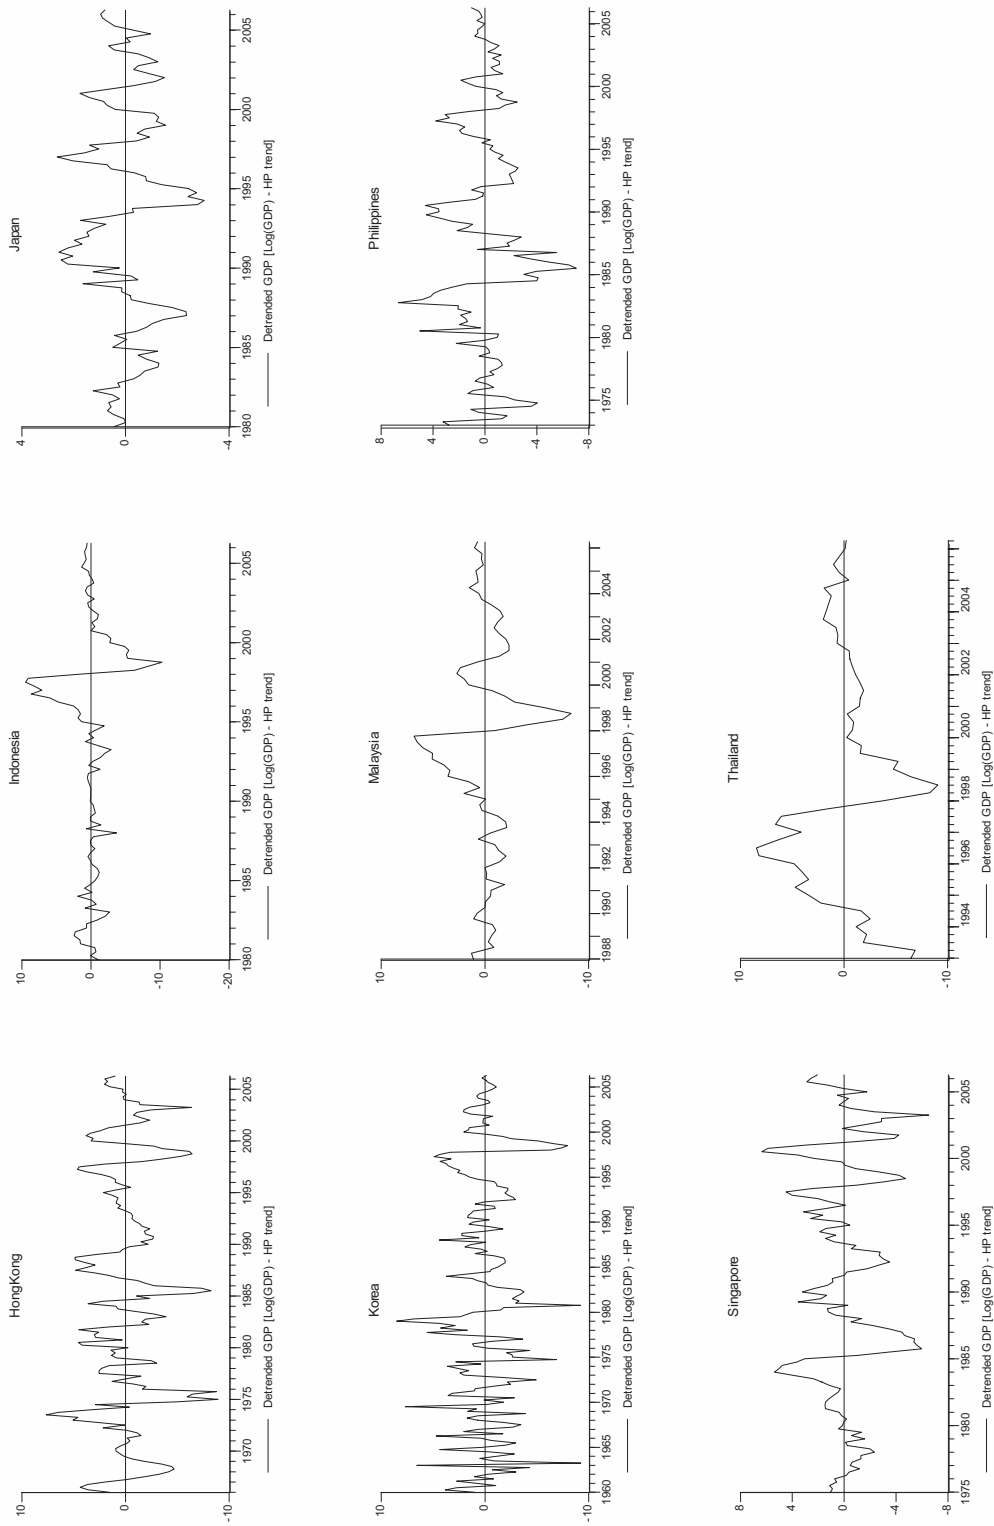 HongKong
10
0
-10
1970 1975 1980 1985 1990 1995 2000 2005
Detrended GDP [Log(GDP) - HP trend]
Indonesia
10
0
-10
-20
1980 1985 1990 1995 2000 2005
Detrended GDP [Log(GDP) - HP trend]
Japan
4
0
-4
1980 1985 1990 1995 2000 2005
Detrended GDP [Log(GDP) - HP trend]
Korea
10
0
-10
1960 1965 1970 1975 1980 1985 1990 1995 2000 2005
Detrended GDP [Log(GDP) - HP trend]
Malaysia
10
0
-10
1988 1990 1992 1994 1996 1998 2000 2002 2004
Detrended GDP [Log(GDP) - HP trend]
Philippines
8
4
0
-4
-8
1975 1980 1985 1990 1995 2000 2005
Detrended GDP [Log(GDP) - HP trend]
Singapore
8
4
0
-4
-8
1975 1980 1985 1990 1995 2000 2005
Detrended GDP [Log(GDP) - HP trend]
Thailand
10
0
-10
1994 1996 1998 2000 2002 2004
Detrended GDP [Log(GDP) - HP trend]